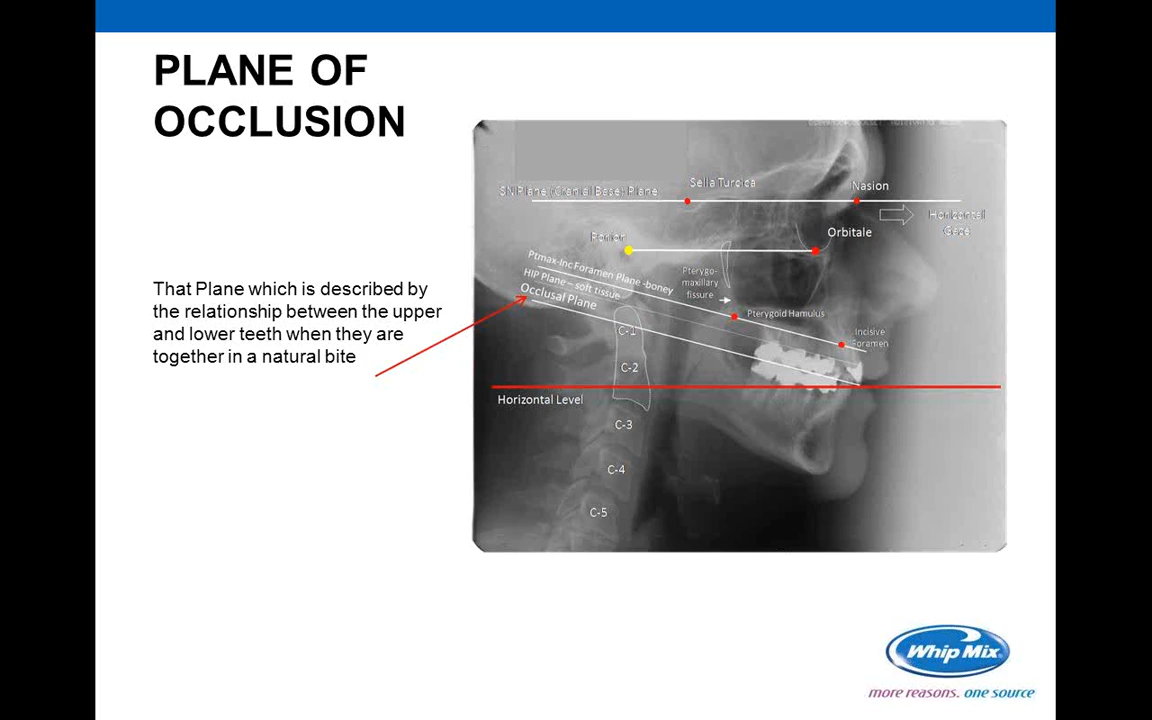 PLANE OF
OCCLUSION
That Plane which is described by
the relationship between the upper
and lower teeth when they are
together in a natural bite
SN Plane (Cranial Base) Plane
Sella Turcica
Nasion
Horizontal
Gaze
Orbitale
Porion
Ptmax-Inc Foramen Plane -boney
HIP Plane – soft tissue
Occlusal Plane
Pterygo-
maxillary
fissure
Pterygoid Hamulus
Incisive
Foramen
C-1
C-2
Horizontal Level
C-3
C-4
C-5
Whip Mix
more reasons. one source